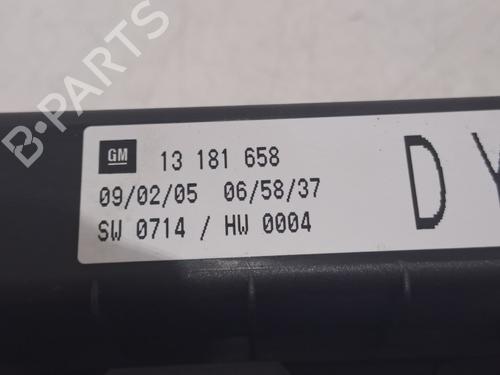 B-PARTS
GM 13 181 658
09/02/05 06/58/37
SW 0714 / HW 0004
D